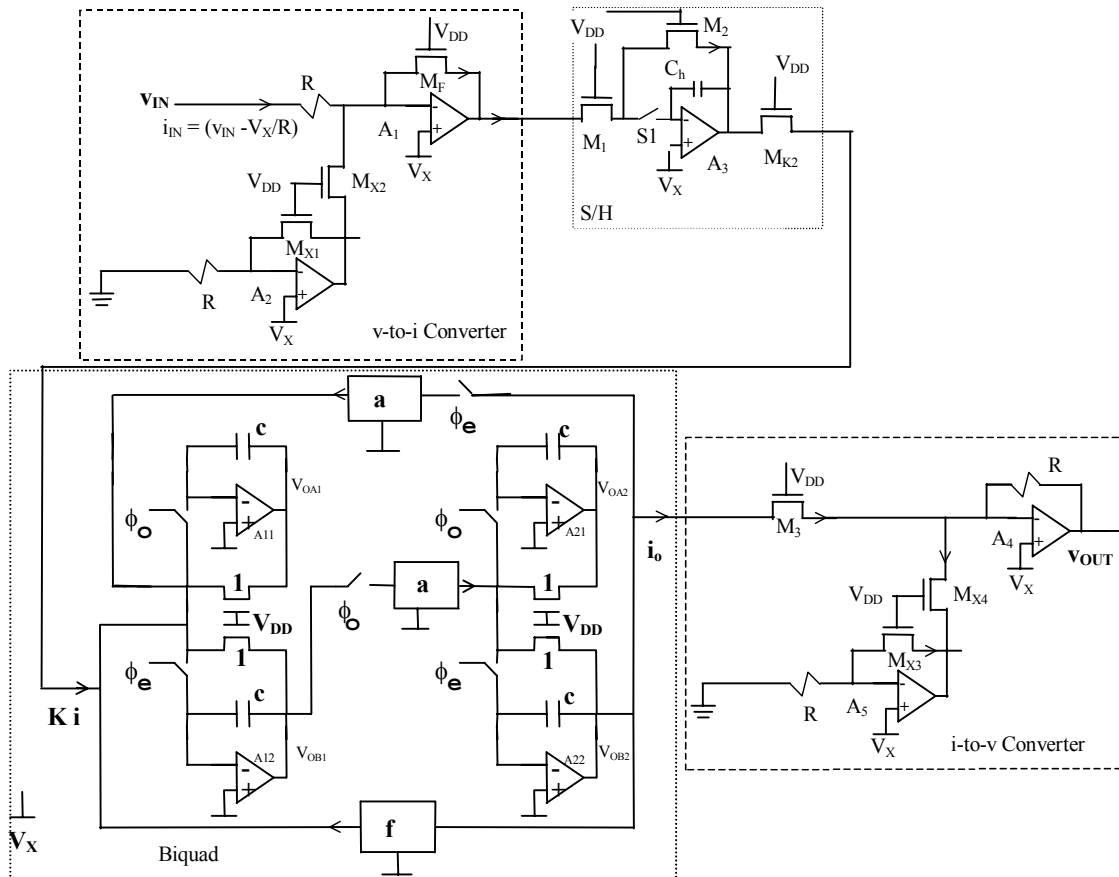 V_DD
M_F
R
v_IN
i_IN = (v_IN -V_X/R)
A_1
-
+
V_X
V_DD
M_X2
M_X1
R
A_2
-
+
V_X
v-to-i Converter
V_DD
M_2
C_h
M_1
S1
-
+
A_3
V_X
V_DD
M_K2
S/H
a
ϕ_e
c
V_OA1
ϕ_o
-
+
A11
1
V_DD
1
ϕ_e
c
V_OB1
A12
-
+
K i
V_X
Biquad
ϕ_o
a
c
V_OA2
ϕ_o
-
+
A21
1
V_DD
1
ϕ_e
c
V_OB2
A22
-
+
f
i_o
V_DD
M_3
R
A_4
-
+
V_X
v_OUT
V_DD
M_X4
M_X3
R
A_5
-
+
V_X
i-to-v Converter